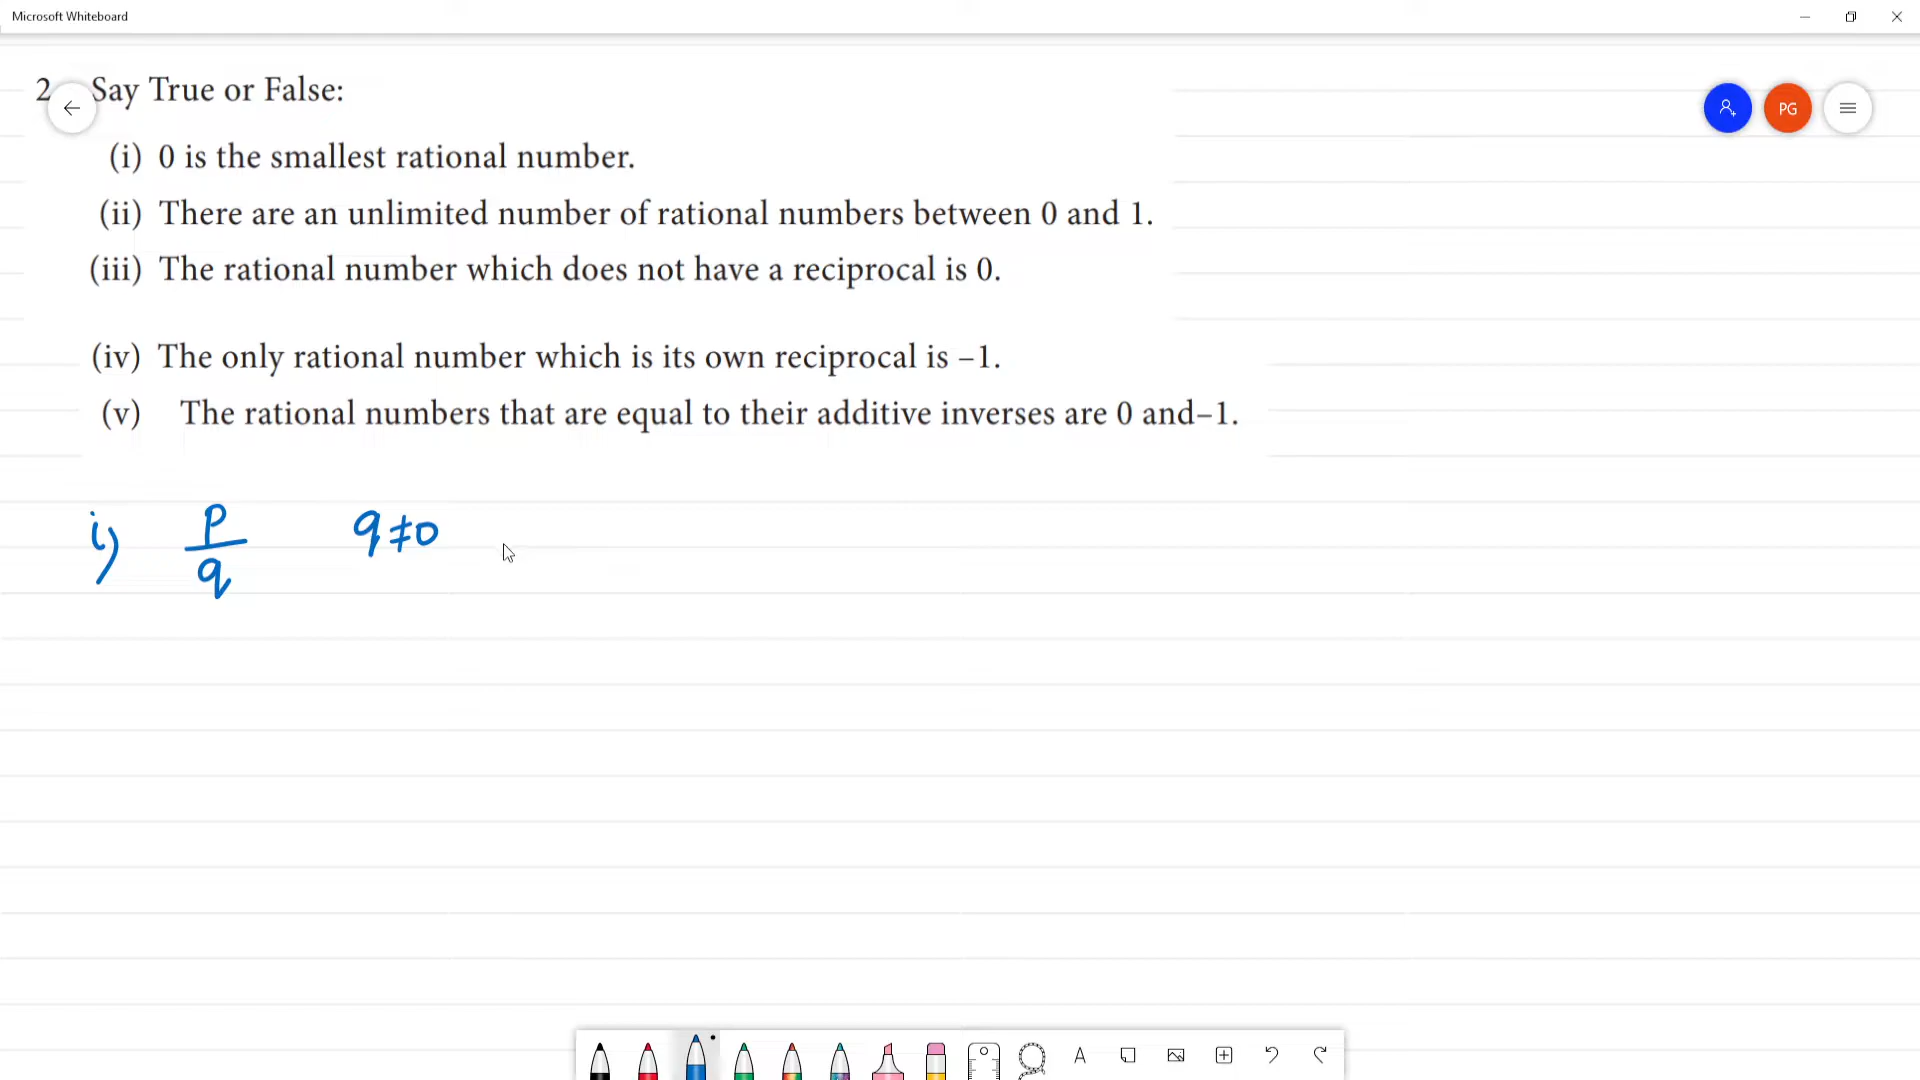 Microsoft Whiteboard
2 Say True or False:
PG
(i) 0 is the smallest rational number.
(ii) There are an unlimited number of rational numbers between 0 and 1.
(iii) The rational number which does not have a reciprocal is 0.
(iv) The only rational number which is its own reciprocal is –1.
(v) The rational numbers that are equal to their additive inverses are 0 and–1.
i) p/q q≠0
A